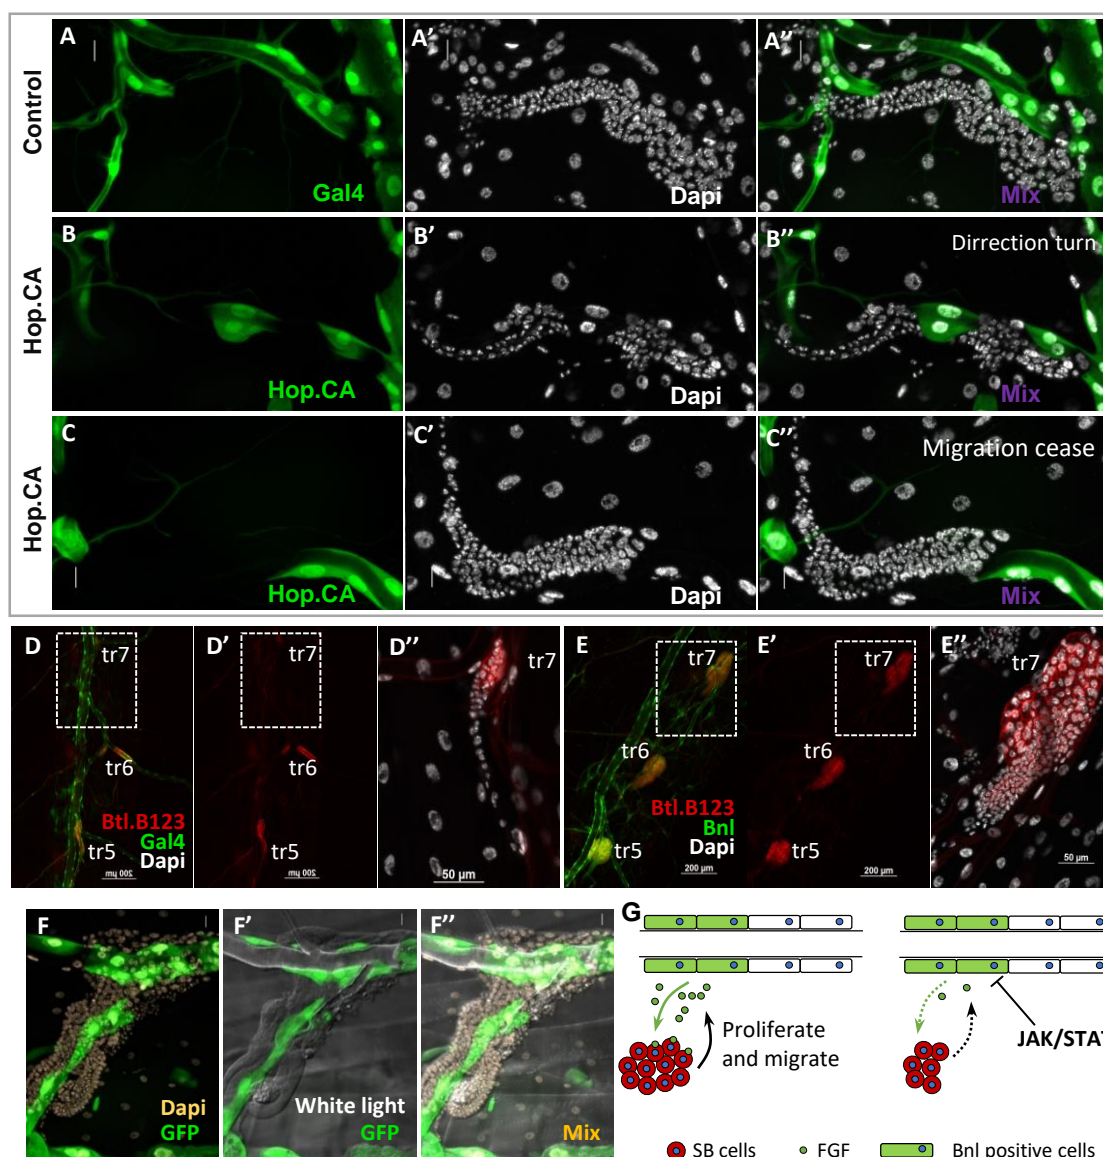 A
A′
A′′
Control
Gal4
Dapi
Mix
B
B′
B′′
Dirrection turn
Hop.CA
Hop.CA
Dapi
Mix
C
C′
C′′
Migration cease
Hop.CA
Hop.CA
Dapi
Mix
D
tr7
tr6
tr5
Btl.B123
Gal4
Dapi
200 μm
D′
tr7
tr6
tr5
200 μm
D′′
tr7
50 μm
E
tr7
tr6
tr5
Btl.B123
Bnl
Dapi
200 μm
E′
tr7
tr6
tr5
200 μm
E′′
tr7
50 μm
F
Dapi
GFP
F′
White light
GFP
F′′
Mix
G
Proliferate
and migrate
JAK/STAT
SB cells
FGF
Bnl positive cells